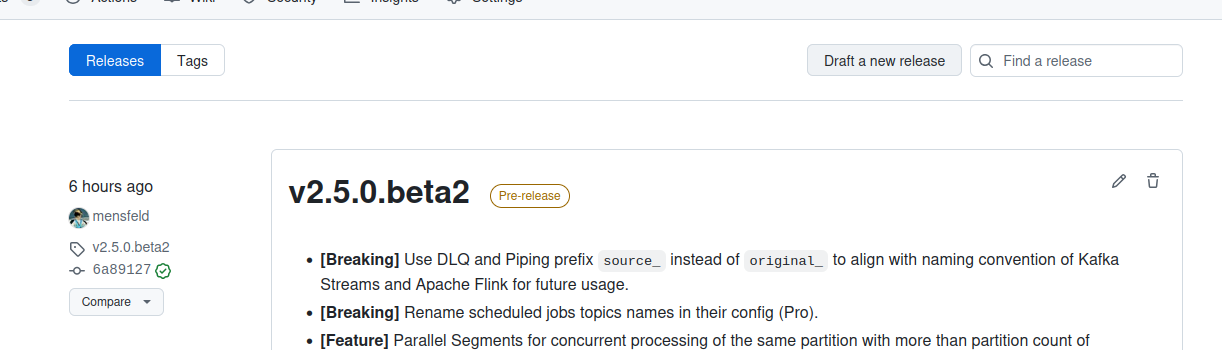 Actions Wiki Security Insights Settings
Releases Tags Draft a new release Find a release
6 hours ago
mensfeld
v2.5.0.beta2
6a89127
Compare
v2.5.0.beta2 Pre-release
• [Breaking] Use DLQ and Piping prefix source_ instead of original_ to align with naming convention of Kafka
Streams and Apache Flink for future usage.
• [Breaking] Rename scheduled jobs topics names in their config (Pro).
• [Feature] Parallel Segments for concurrent processing of the same partition with more than partition count of